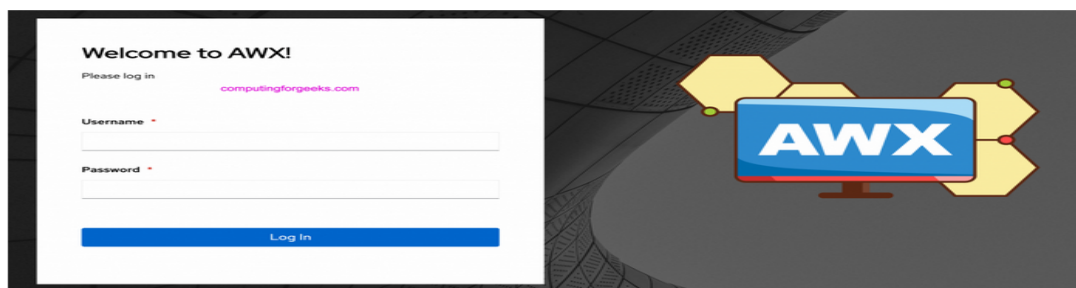 Welcome to AWX!
Please log in
computingforgeeks.com
Username *
Password *
Log In
AWX